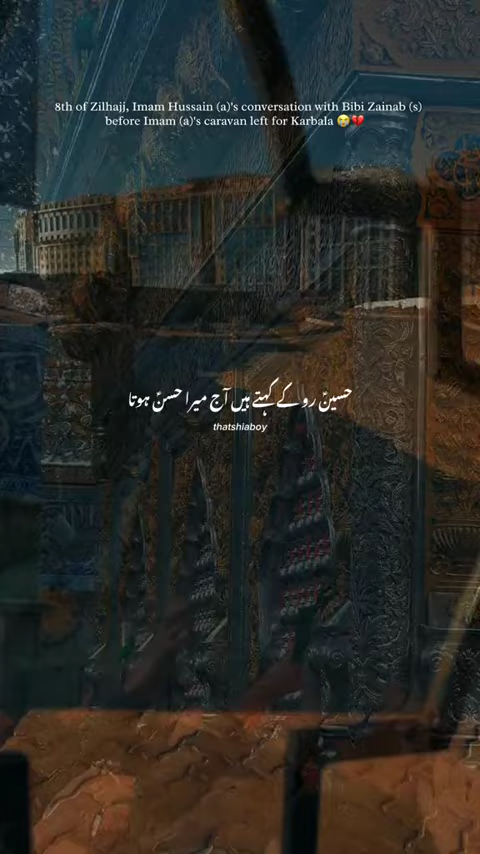 8th of Zilhajj, Imam Hussain (a)'s conversation with Bibi Zainab (s)
before Imam (a)'s caravan left for Karbala 😭💔
حسینؑ رو کے کہتے ہیں آج میرا حسنؑ ہوتا
thatshiaboy